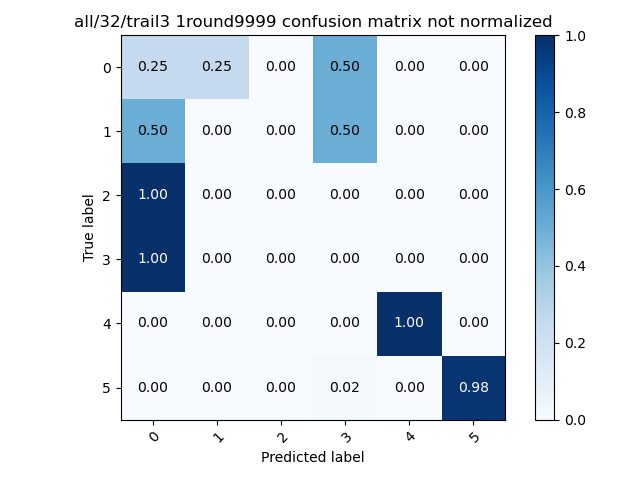 all/32/trail3 1round9999 confusion matrix not normalized
0 0.25 0.25 0.00 0.50 0.00 0.00
1 0.50 0.00 0.00 0.50 0.00 0.00
2 1.00 0.00 0.00 0.00 0.00 0.00
3 1.00 0.00 0.00 0.00 0.00 0.00
4 0.00 0.00 0.00 0.00 1.00 0.00
5 0.00 0.00 0.00 0.02 0.00 0.98
True label
0 1 2 3 4 5
Predicted label
1.0
0.8
0.6
0.4
0.2
0.0